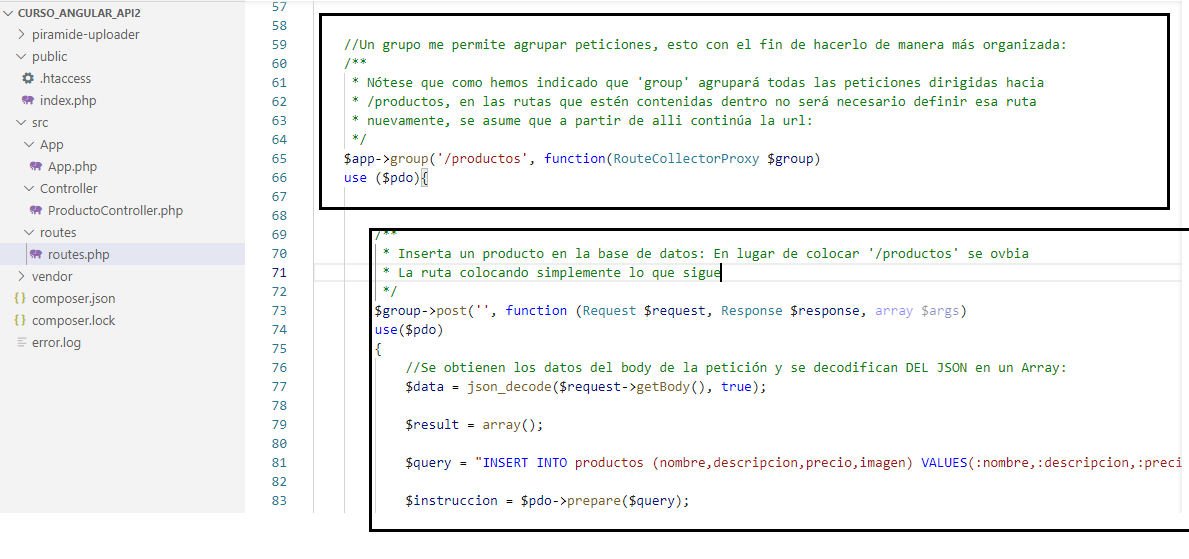 CURSO_ANGULAR_API2
piramide-uploader
public
.htaccess
index.php
src
App
App.php
Controller
ProductoController.php
routes
routes.php
vendor
composer.json
composer.lock
error.log
57
58
59 //Un grupo me permite agrupar peticiones, esto con el fin de hacerlo de manera más organizada:
60 /**
61 * Nótese que como hemos indicado que 'group' agrupará todas las peticiones dirigidas hacia
62 * /productos, en las rutas que estén contenidas dentro no será necesario definir esa ruta
63 * nuevamente, se asume que a partir de alli continúa la url:
64 */
65 $app->group('/productos', function(RouteCollectorProxy $group)
66 use ($pdo){
67
68
69 /**
70 * Inserta un producto en la base de datos: En lugar de colocar '/productos' se ovbia
71 * La ruta colocando simplemente lo que sigue
72 */
73 $group->post('', function (Request $request, Response $response, array $args)
74 use($pdo)
75 {
76 //Se obtienen los datos del body de la petición y se decodifican DEL JSON en un Array:
77 $data = json_decode($request->getBody(), true);
78
79 $result = array();
80
81 $query = "INSERT INTO productos (nombre,descripcion,precio,imagen) VALUES(:nombre,:descripcion,:preci
82
83 $instruccion = $pdo->prepare($query);